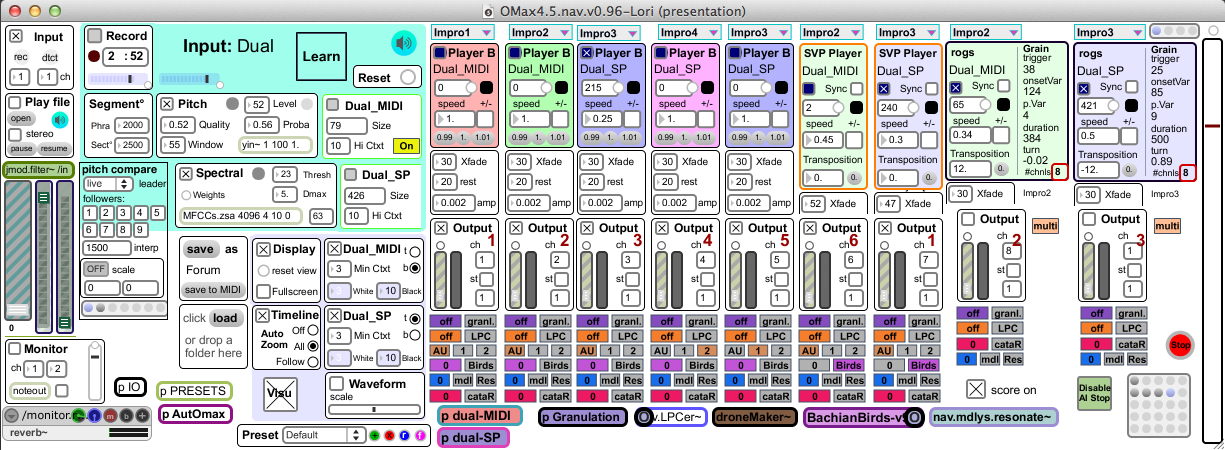 OMax4.5.nav.v0.96-Lori (presentation)
Input
rec dtct
1 1 ch
Play file
open
stereo
pause resume
jmod.filter~ /in
0
Monitor
ch 1 2
noteout
/monitor.
reverb~
Record
2 : 52
Input: Dual
Learn
Reset
Segment°
Phra 2000
Sect° 2500
Pitch 52 Level
0.52 Quality 0.56 Proba
55 Window yin~ 1 100 1.
Dual_MIDI
79 Size
10 Hi Ctxt On
pitch compare
live leader
followers:
1 2 3 4 5
6 7 8 9
1500 interp
OFF scale
0 0
Spectral 23 Thresh
Weights 5. Dmax
MFCCs.zsa 4096 4 10 0 63
Dual_SP
426 Size
10 Hi Ctxt
save as
Forum
save to MIDI
click load
or drop a
folder here
Display
reset view
Fullscreen
Dual_MIDI t
3 Min Ctxt b
3 White 10 Black
Timeline
Auto Off
Zoom All
Follow
Dual_SP t
3 Min Ctxt b
3 White 10 Black
Visu
Waveform
scale
p IO
p PRESETS
p AutOmax
Preset Default + x r f
Impro1 Impro2 Impro3 Impro4 Impro3 Impro2 Impro3 Impro2 Impro3
Player B Player B Player B Player B Player B SVP Player SVP Player rogs rogs
Dual_MIDI Dual_MIDI Dual_SP Dual_MIDI Dual_SP Dual_MIDI Dual_SP Dual_MIDI Dual_SP
0 0 215 0 0 2 240 65 421
Sync Sync Sync Sync
speed +/- speed +/- speed +/- speed +/- speed +/- speed +/- speed +/- speed +/- speed +/-
1. 1. 0.25 1. 1. 0.45 0.3 0.34 0.5
0.99 1. 1.01 0.99 1. 1.01 0.99 1. 1.01 0.99 1. 1.01 0.99 1. 1.01
Transposition Transposition Transposition Transposition
0. 0. 0. 0. 12. 0. -12. 0.
Grain
trigger
38
onsetVar
124
p.Var
4
duration
384
turn
-0.02
#chnls 8
Grain
trigger
25
onsetVar
85
p.Var
9
duration
500
turn
0.89
#chnls 8
30 Xfade 30 Xfade 30 Xfade 30 Xfade 30 Xfade 52 Xfade 47 Xfade 30 Xfade Impro2 30 Xfade Impro3
20 rest 20 rest 20 rest 20 rest 20 rest
0.002 amp 0.002 amp 0.002 amp 0.002 amp 0.002 amp
Output Output Output Output Output Output Output Output multi Output multi
1 2 3 4 5 6 1 2 3
ch 1 ch 2 ch 3 ch 4 ch 5 ch 6 ch 7 ch 8 ch 1
st st st st st st st st st
1 1 1 1 1 1 1 1 1
off granl. off granl. off granl. off granl. off granl. off granl. off granl. off granl. off granl.
off LPC off LPC off LPC off LPC off LPC off LPC off LPC off LPC off LPC
AU 1 2 AU 1 2 AU 1 2 AU 1 2 AU 1 2 AU 1 2 AU 1 2
0 Birds 0 Birds 0 Birds 0 Birds 0 Birds 0 Birds 0 Birds
0 mdl Res 0 mdl Res 0 mdl Res 0 mdl Res 0 mdl Res 0 mdl Res 0 mdl Res 0 mdl Res 0 mdl Res
0 cataR 0 cataR 0 cataR 0 cataR 0 cataR 0 cataR 0 cataR 0 cataR 0 cataR
score on
Stop
Disable
AI Stop
p dual-MIDI
p Granulation
v.LPCer~
droneMaker~
BachianBirds-v
nav.mdlys.resonate~
p dual-SP